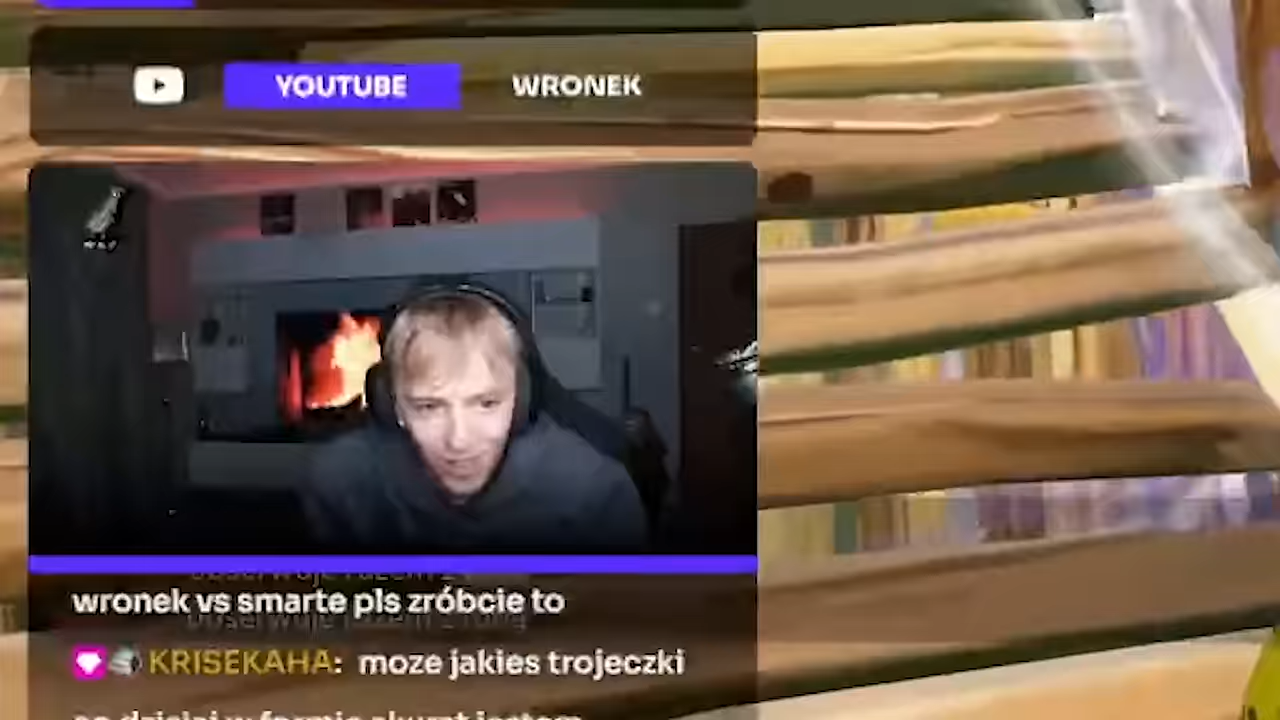 YOUTUBE WRONEK
wronek vs smarte pls zróbcie to
KRISEKAHA: moze jakies trojeczki